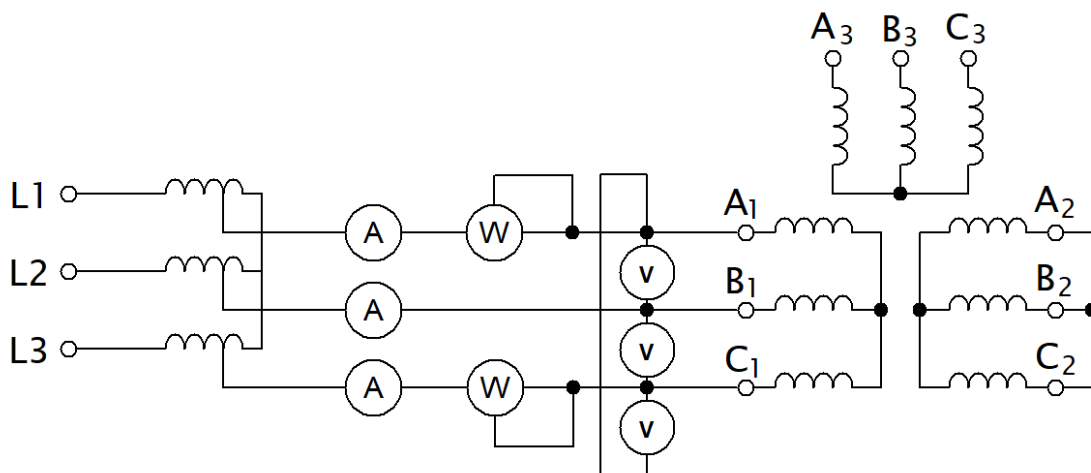 A3 B3 C3
L1
A W A1 A2
V
L2
A B1 B2
V
L3
A W C1 C2
V